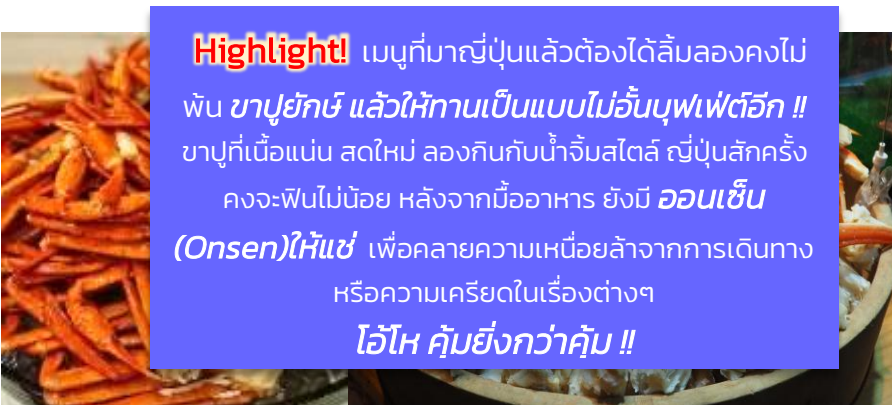 Highlight! เมนูที่มาญี่ปุ่นแล้วต้องได้ลิ้มลองคงไม่
พ้น ขาปูยักษ์ แล้วให้ทานเป็นแบบไม่อั้นบุฟเฟ่ต์อีก !!
ขาปูที่เนื้อแน่น สดใหม่ ลองกินกับน้ำจิ้มสไตล์ ญี่ปุ่นสักครั้ง
คงจะฟินไม่น้อย หลังจากมื้ออาหาร ยังมี ออนเซ็น
(Onsen)ให้แช่ เพื่อคลายความเหนื่อยล้าจากการเดินทาง
หรือความเครียดในเรื่องต่างๆ
โอ้โห คุ้มยิ่งกว่าคุ้ม !!